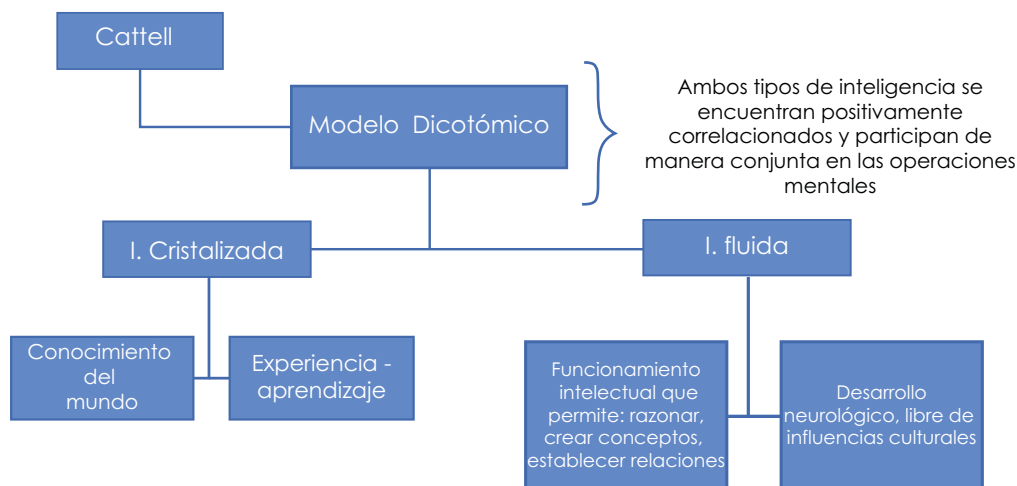 Cattell
Modelo Dicotómico
Ambos tipos de inteligencia se
encuentran positivamente
correlacionados y participan de
manera conjunta en las operaciones
mentales
I. Cristalizada
I. fluida
Conocimiento
del
mundo
Experiencia -
aprendizaje
Funcionamiento
intelectual que
permite: razonar,
crear conceptos,
establecer relaciones
Desarrollo
neurológico, libre de
influencias culturales